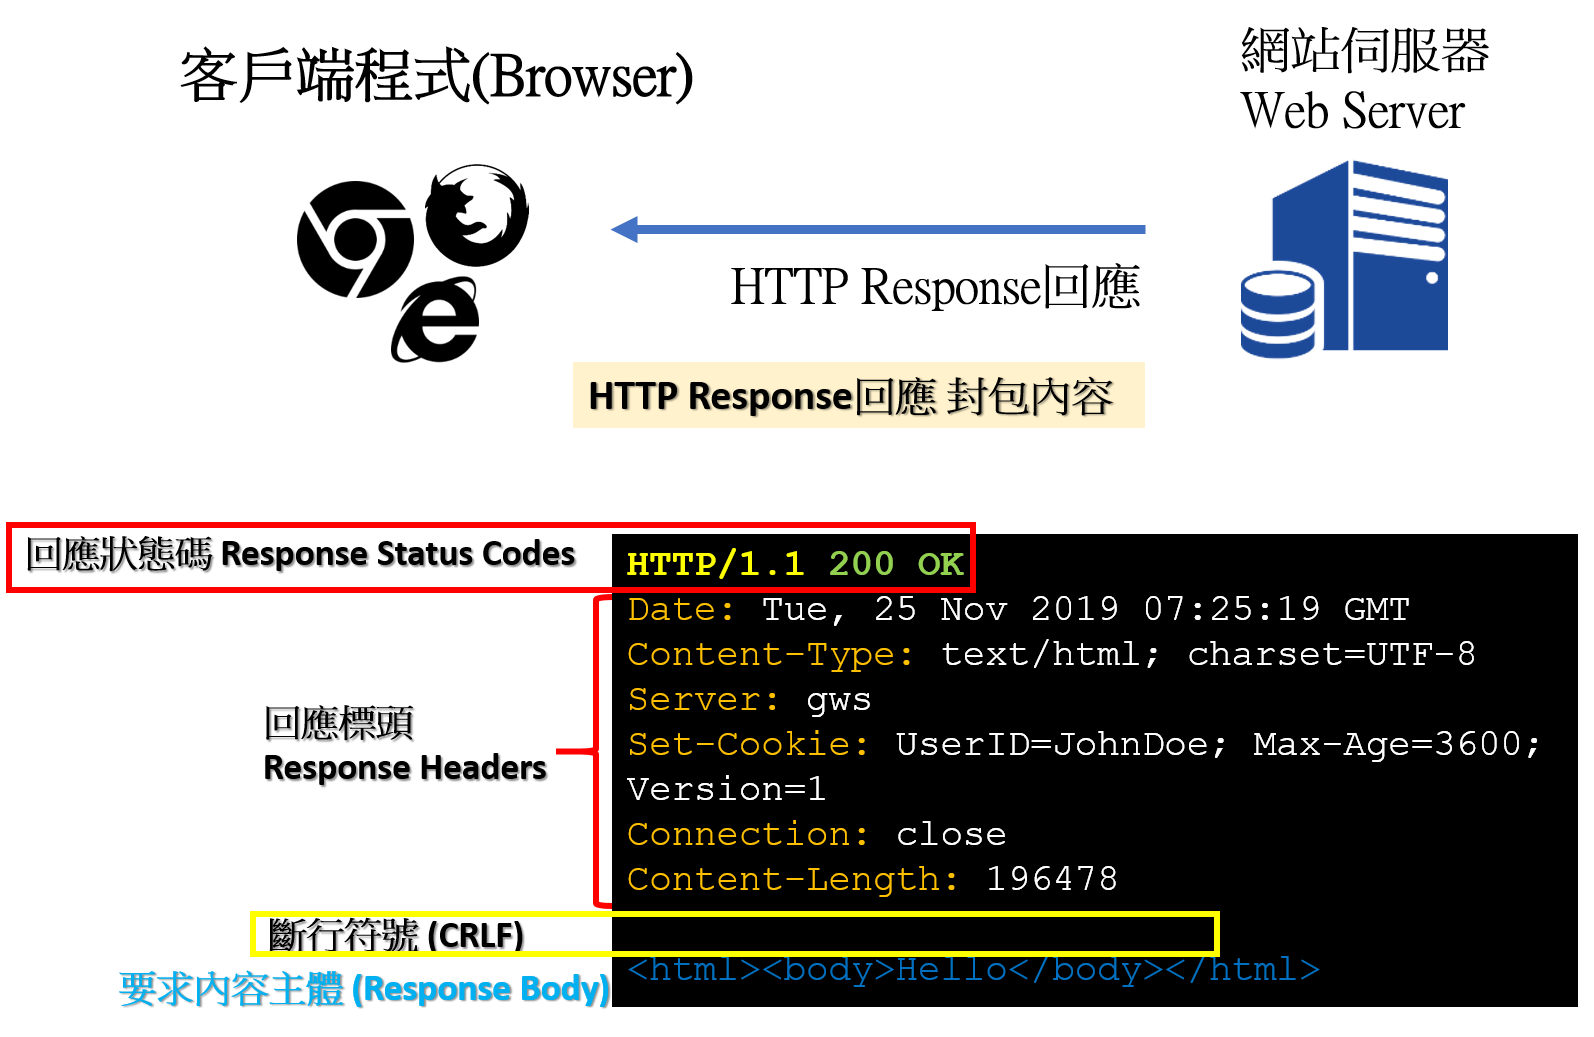 客戶端程式(Browser)
網站伺服器
Web Server
HTTP Response回應
HTTP Response回應 封包內容
回應狀態碼 Response Status Codes
HTTP/1.1 200 OK
Date: Tue, 25 Nov 2019 07:25:19 GMT
Content-Type: text/html; charset=UTF-8
Server: gws
Set-Cookie: UserID=JohnDoe; Max-Age=3600;
Version=1
Connection: close
Content-Length: 196478
回應標頭
Response Headers
斷行符號 (CRLF)
要求內容主體 (Response Body)
<html><body>Hello</body></html>